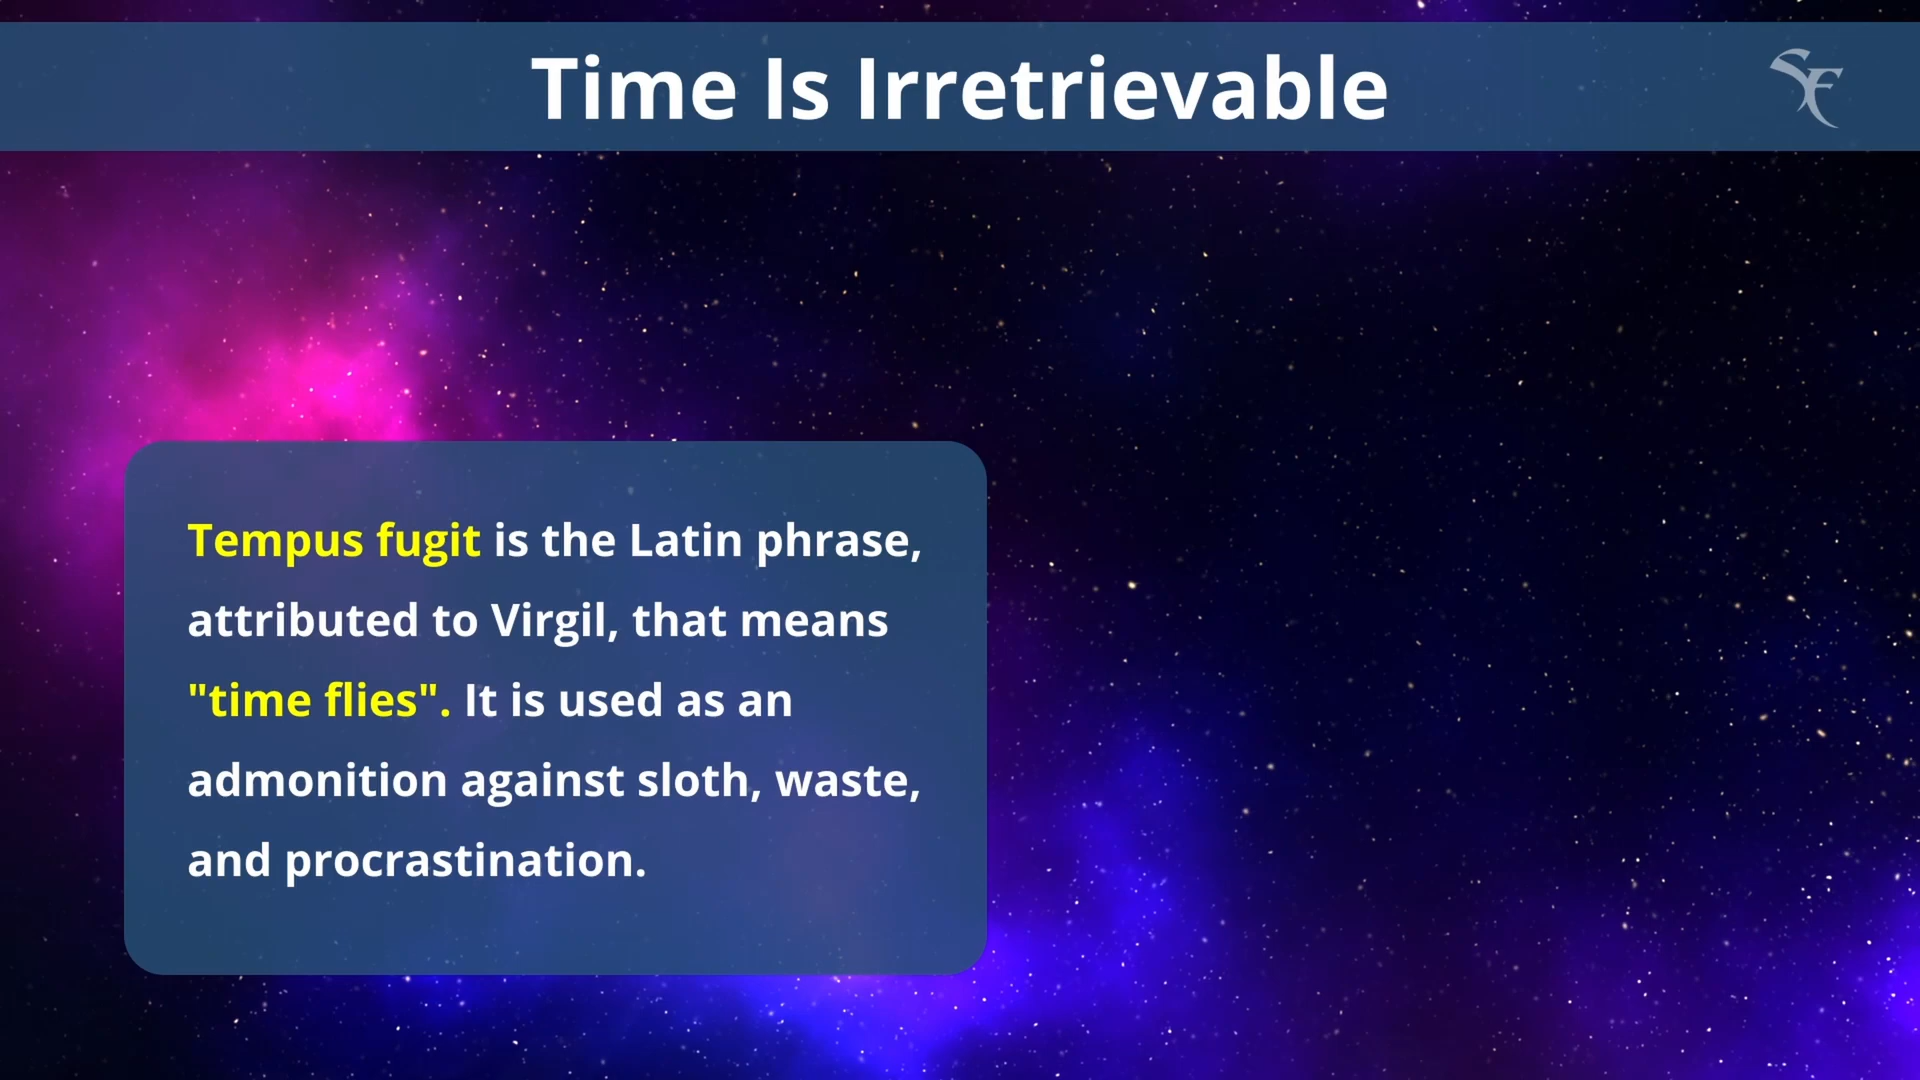 Time Is Irretrievable
Tempus fugit is the Latin phrase,
attributed to Virgil, that means
"time flies". It is used as an
admonition against sloth, waste,
and procrastination.